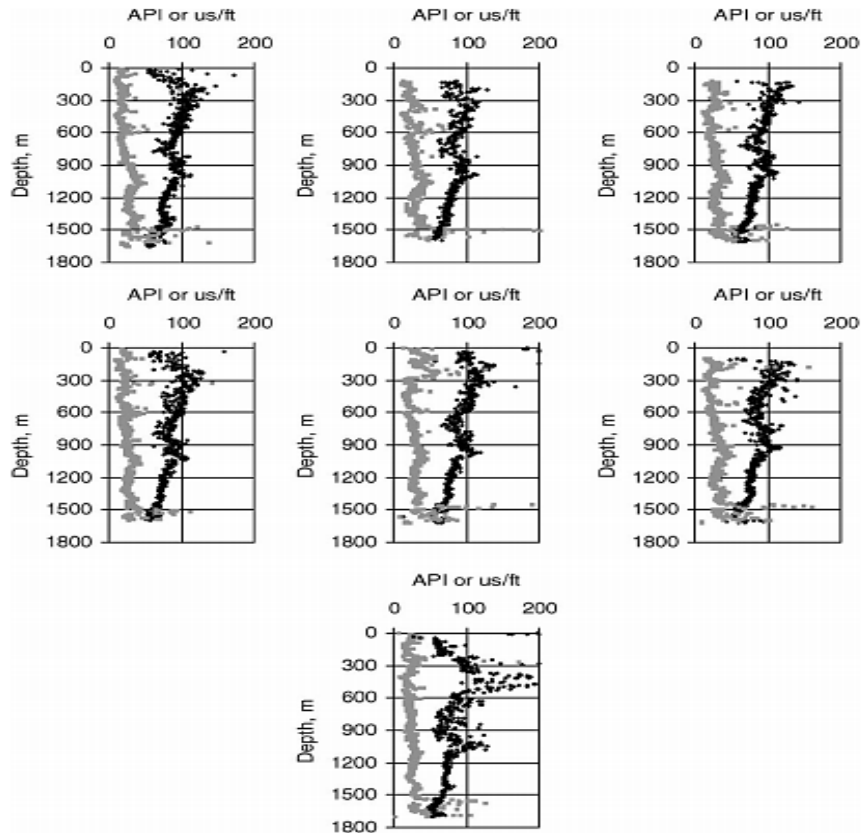 API or us/ft API or us/ft API or us/ft
0 100 200 0 100 200 0 100 200
0 0 0
300 300 300
600 600 600
900 900 900
1200 1200 1200
1500 1500 1500
1800 1800 1800
Depth, m Depth, m Depth, m
API or us/ft API or us/ft API or us/ft
0 100 200 0 100 200 0 100 200
0 0 0
300 300 300
600 600 600
900 900 900
1200 1200 1200
1500 1500 1500
1800 1800 1800
Depth, m Depth, m Depth, m
API or us/ft
0 100 200
0
300
600
900
1200
1500
1800
Depth, m